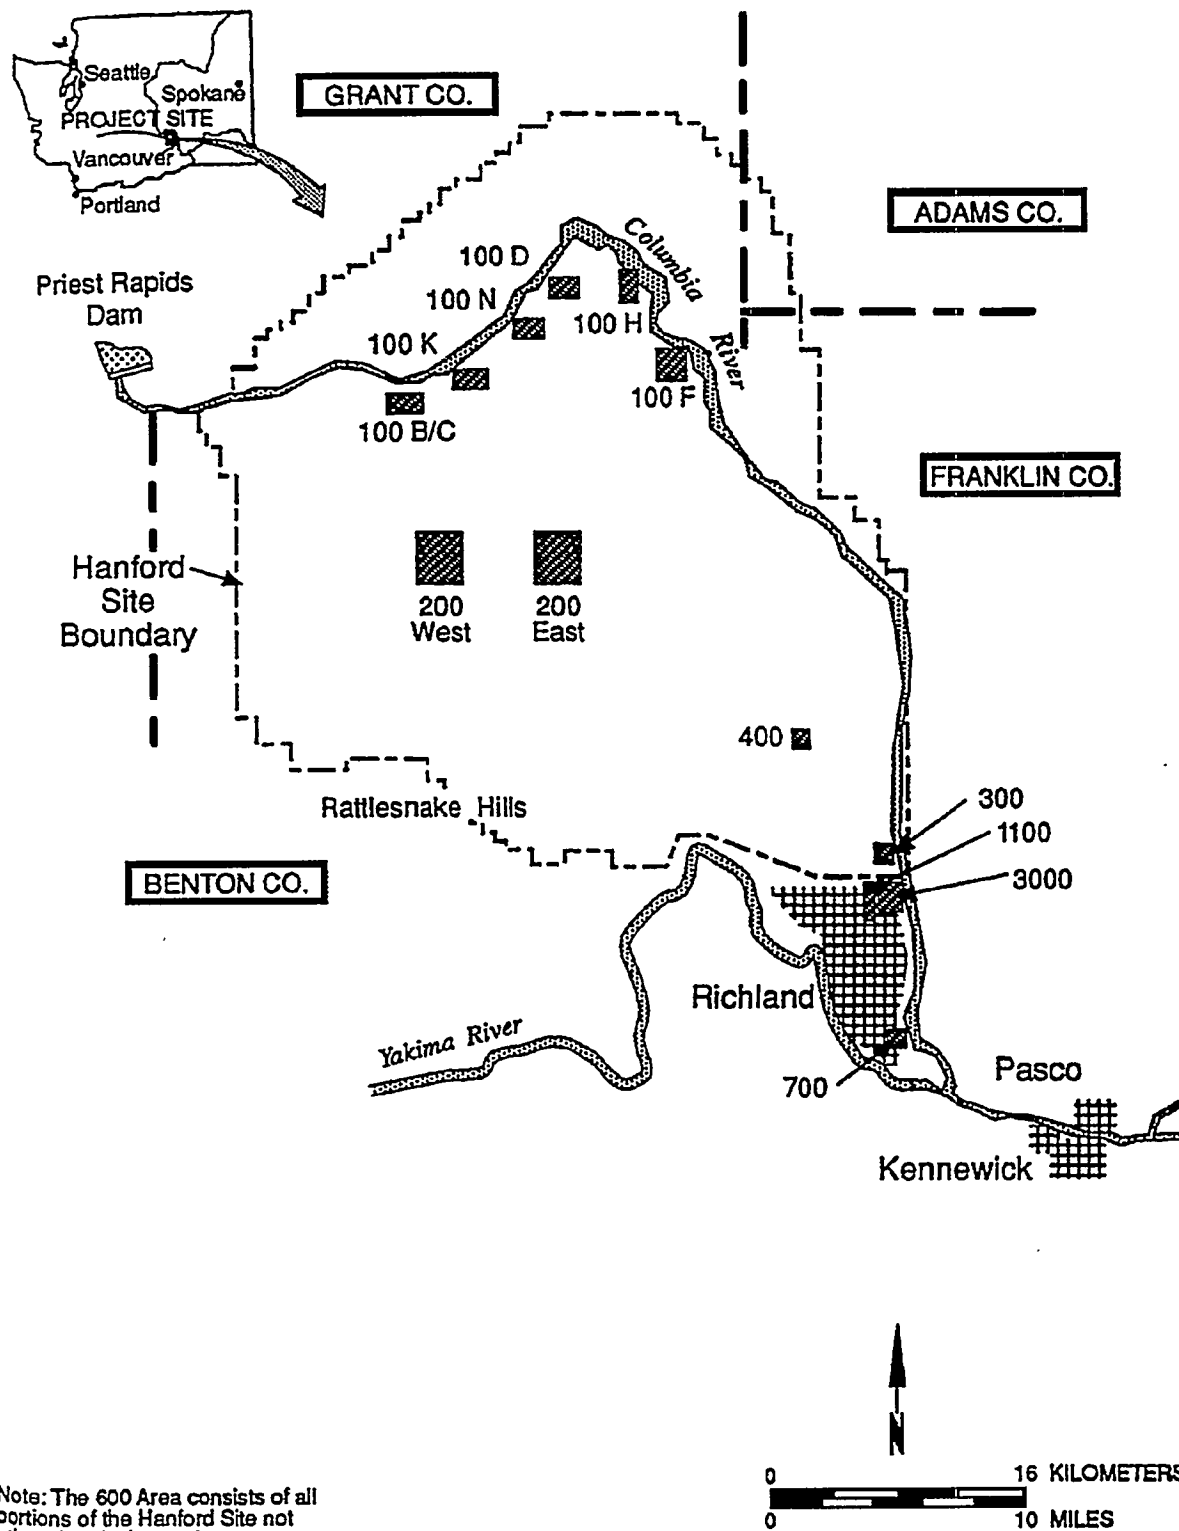 Seattle
Spokane
PROJECT SITE
Vancouver
Portland
GRANT CO.
ADAMS CO.
Priest Rapids
Dam
100 D
100 N
100 K
100 B/C
100 H
100 F
Columbia
River
FRANKLIN CO.
Hanford
Site
Boundary
200
West
200
East
400
Rattlesnake Hills
300
1100
3000
BENTON CO.
Richland
Yakima River
700
Pasco
Kennewick
N
0
16 KILOMETERS
0
10 MILES
Note: The 600 Area consists of all
portions of the Hanford Site not